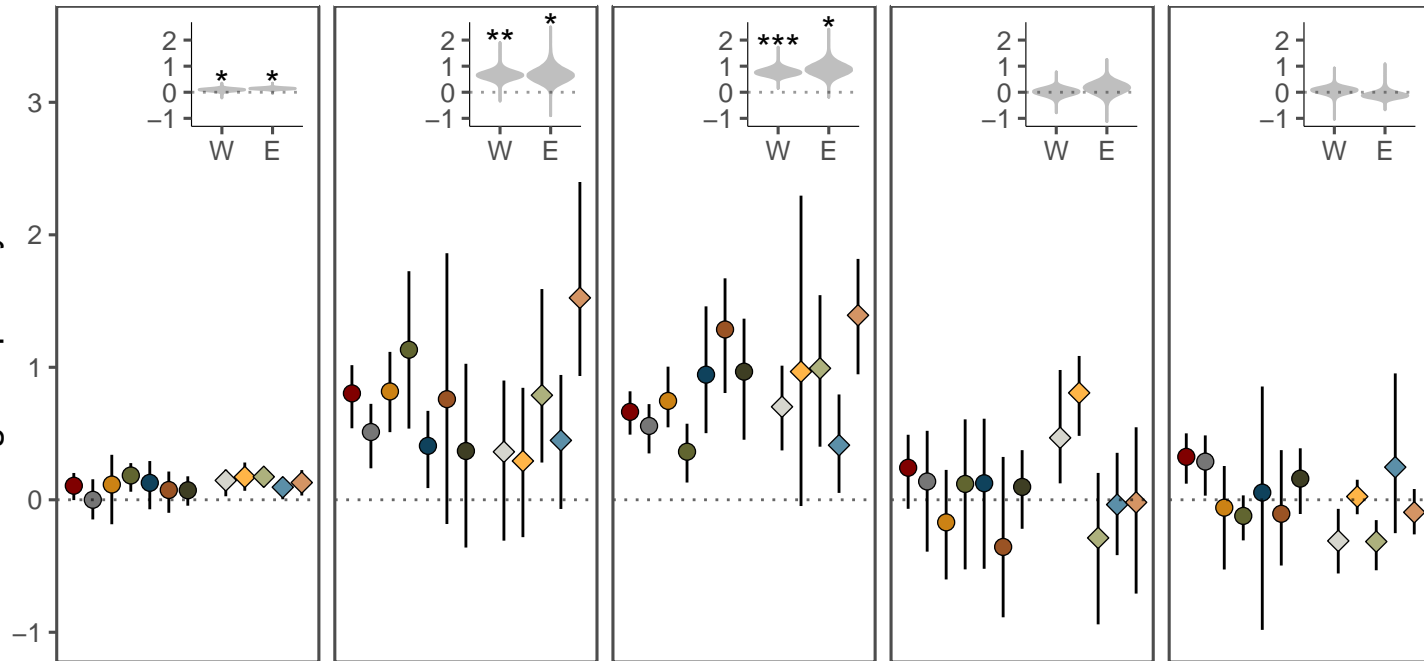 * * ** * *** *
2 2 2 2 2
1 1 1 1 1
0 0 0 0 0
−1 −1 −1 −1 −1
W E W E W E W E W E
3
2
1
0
−1